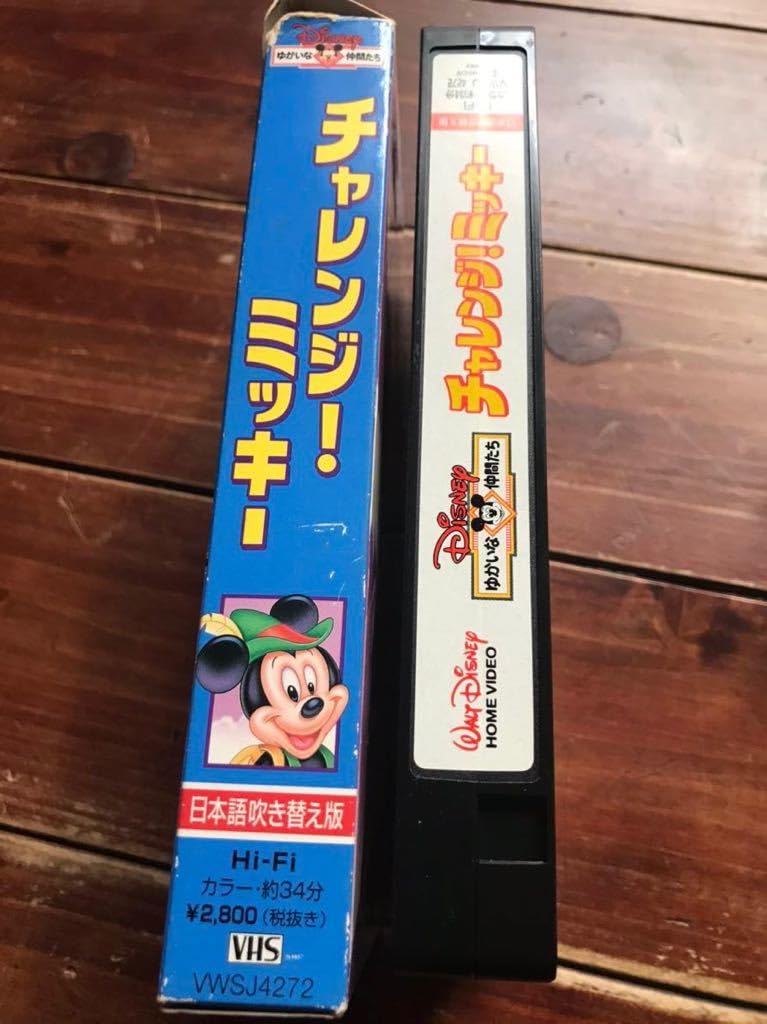 Disney
ゆかいな 仲間たち
チャレンジ!
ミッキー
日本語吹き替え版
Hi-Fi
カラー・約34分
¥2,800(税抜き)
VHS
VWSJ4272
チャレンジ!ミッキー
Disney
ゆかいな 仲間たち
Walt Disney
HOME VIDEO